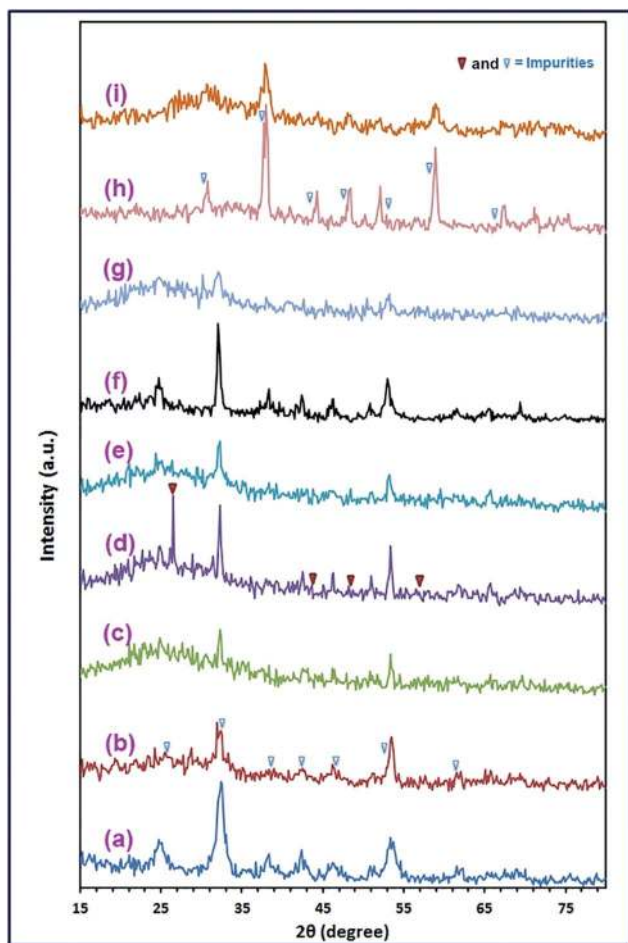 ▼ and ▽ = Impurities
(i)
(h)
(g)
(f)
(e)
(d)
(c)
(b)
(a)
Intensity (a.u.)
15 25 35 45 55 65 75
2θ (degree)